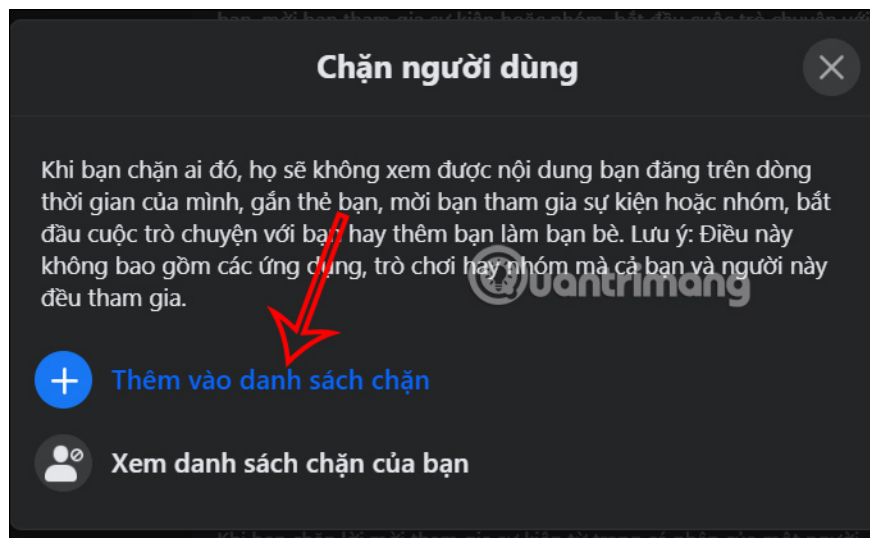 Chặn người dùng
Khi bạn chặn ai đó, họ sẽ không xem được nội dung bạn đăng trên dòng
thời gian của mình, gắn thẻ bạn, mời bạn tham gia sự kiện hoặc nhóm, bắt
đầu cuộc trò chuyện với bạn hay thêm bạn làm bạn bè. Lưu ý: Điều này
không bao gồm các ứng dụng, trò chơi hay nhóm mà cả bạn và người này
đều tham gia.
Quantrimang
Thêm vào danh sách chặn
Xem danh sách chặn của bạn